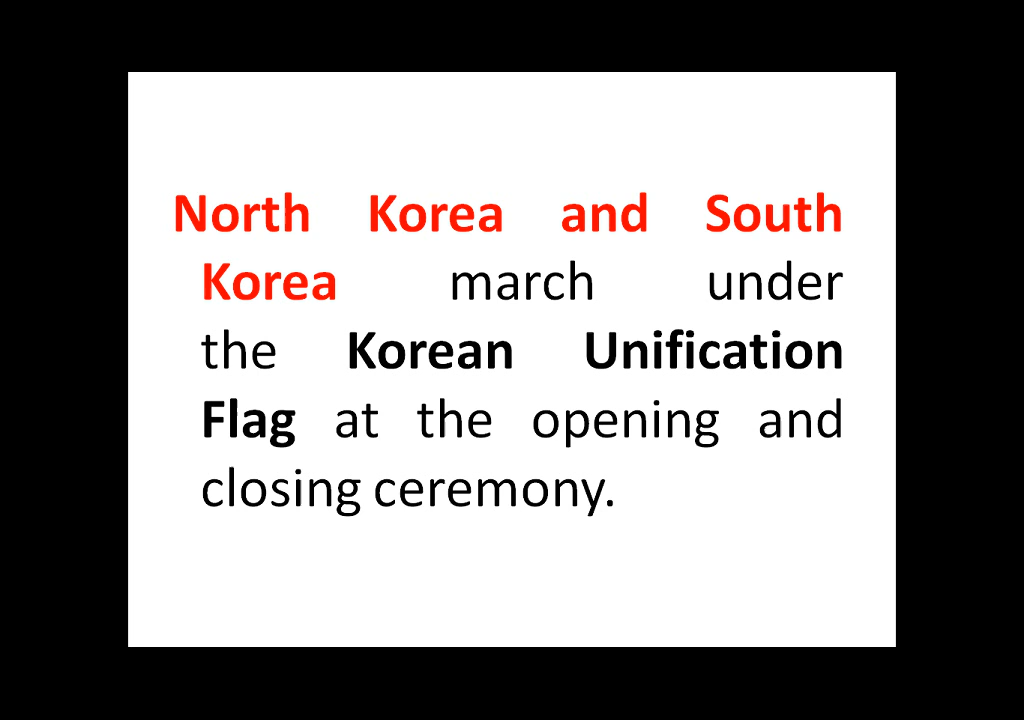 North Korea and South
Korea march under
the Korean Unification
Flag at the opening and
closing ceremony.